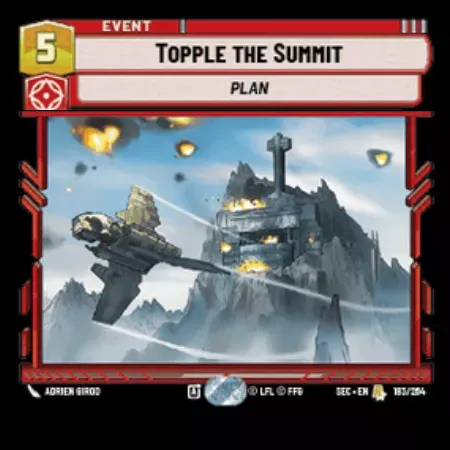 EVENT
5
TOPPLE THE SUMMIT
PLAN
ADRIEN GIROD
© LFL © FFG
SEC • EN
183/264